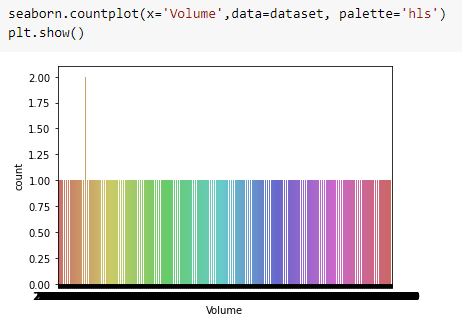 seaborn.countplot(x='Volume',data=dataset, palette='hls')
plt.show()
2.00
1.75
1.50
1.25
1.00
0.75
0.50
0.25
0.00
count
Volume